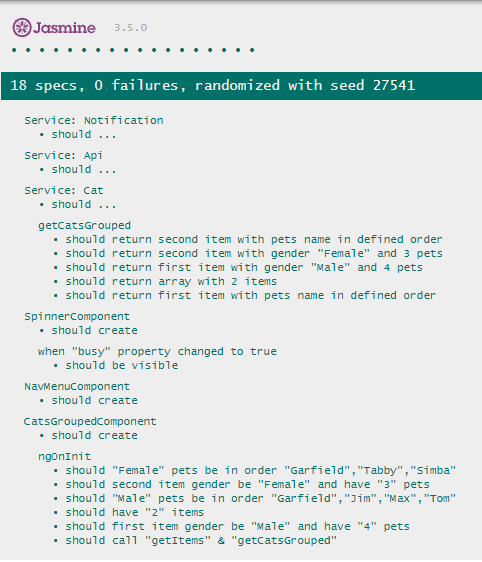 Jasmine 3.5.0
• • • • • • • • • • • • • • • • • •
18 specs, 0 failures, randomized with seed 27541
Service: Notification
• should ...
Service: Api
• should ...
Service: Cat
• should ...
getCatsGrouped
• should return second item with pets name in defined order
• should return second item with gender "Female" and 3 pets
• should return first item with gender "Male" and 4 pets
• should return array with 2 items
• should return first item with pets name in defined order
SpinnerComponent
• should create
when "busy" property changed to true
• should be visible
NavMenuComponent
• should create
CatsGroupedComponent
• should create
ngOnInit
• should "Female" pets be in order "Garfield","Tabby","Simba"
• should second item gender be "Female" and have "3" pets
• should "Male" pets be in order "Garfield","Jim","Max","Tom"
• should have "2" items
• should first item gender be "Male" and have "4" pets
• should call "getItems" & "getCatsGrouped"